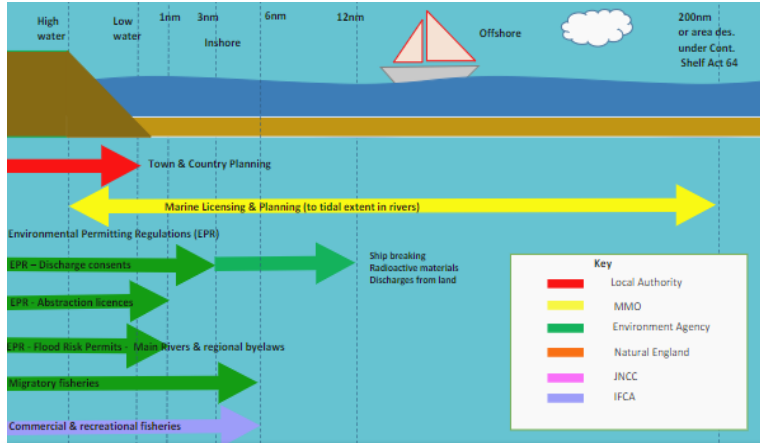 High
water
Low
water
1nm
3nm
6nm
12nm
200nm
or area des.
under Cont.
Shelf Act 64
Inshore
Offshore
Town & Country Planning
Marine Licensing & Planning (to tidal extent in rivers)
Environmental Permitting Regulations (EPR)
EPR – Discharge consents
Ship breaking
Radioactive materials
Discharges from land
EPR - Abstraction licences
EPR - Flood Risk Permits - Main Rivers & regional byelaws
Migratory fisheries
Commercial & recreational fisheries
Key
Local Authority
MMO
Environment Agency
Natural England
JNCC
IFCA